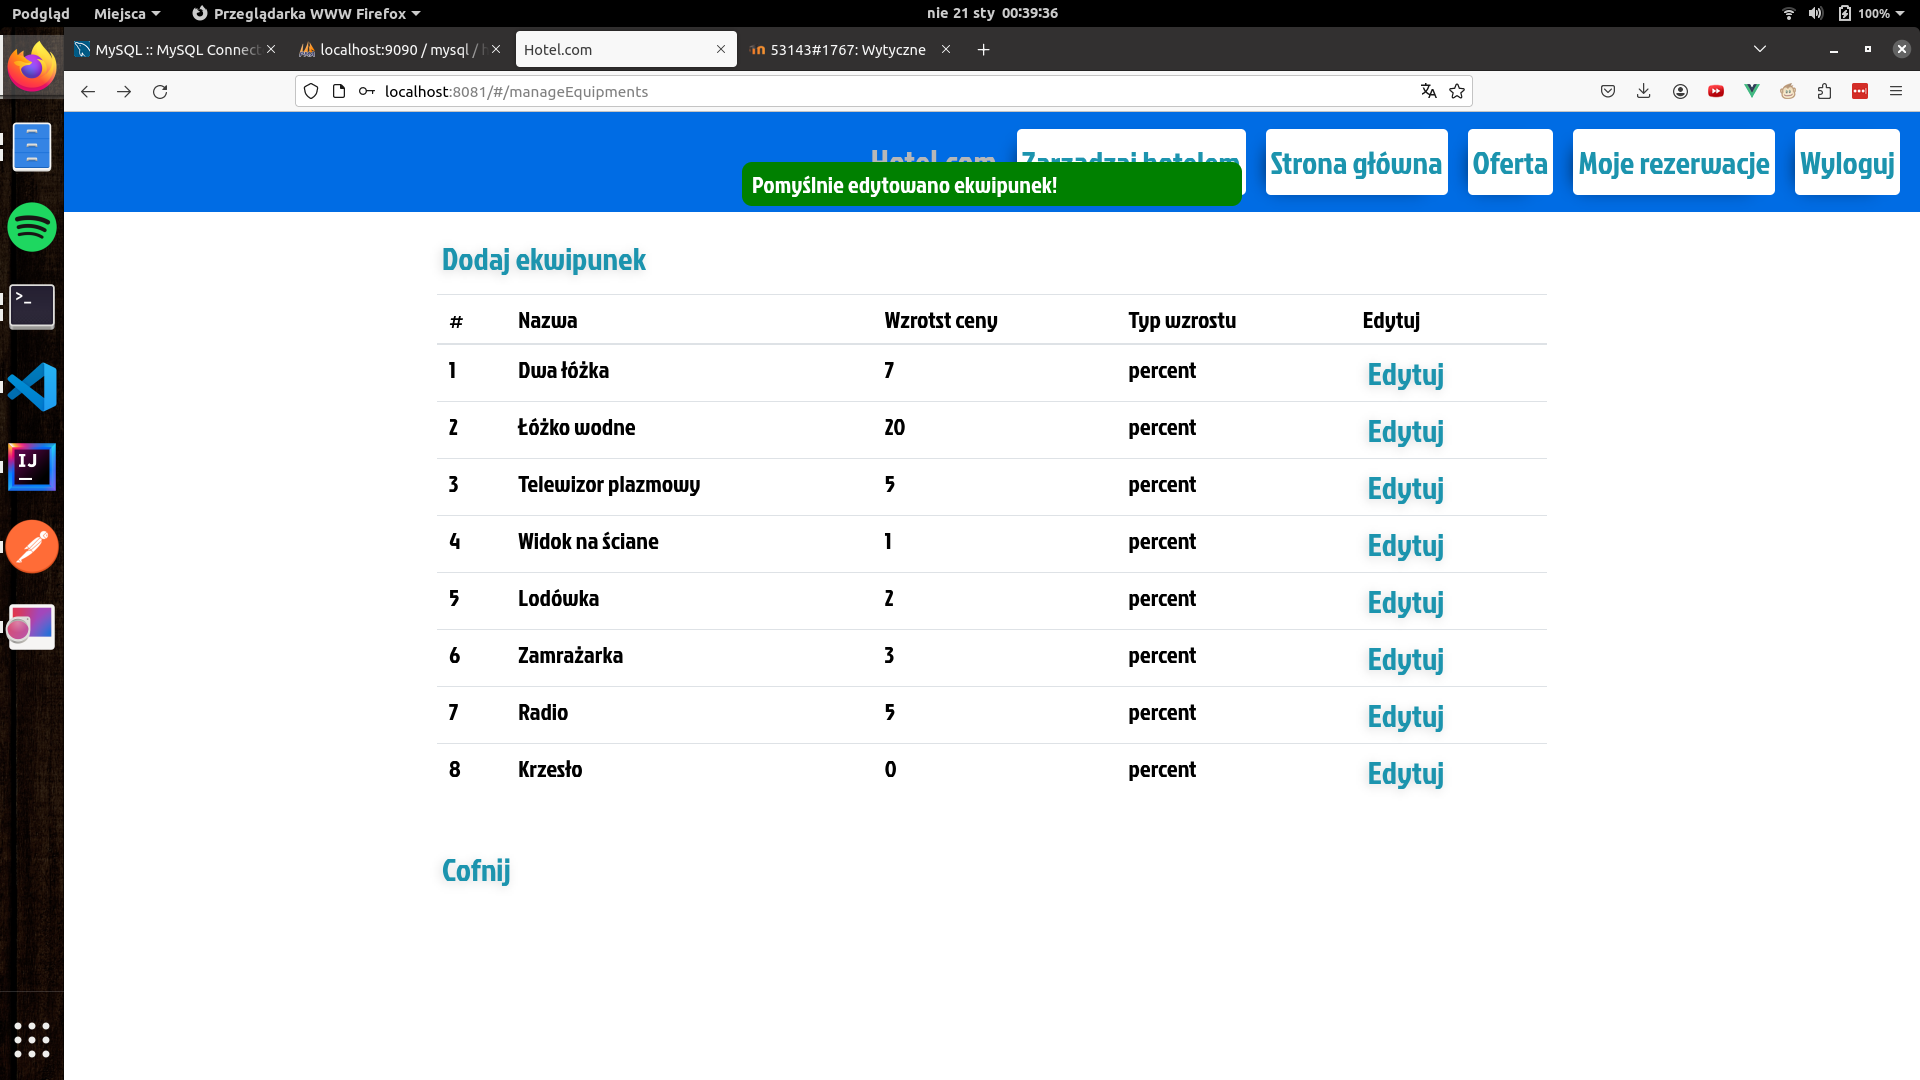 Podgląd Miejsca Przeglądarka WWW Firefox nie 21 sty 00:39:36 100%
MySQL :: MySQL Connect localhost:9090 / mysql / h Hotel.com 53143#1767: Wytyczne
localhost:8081/#/manageEquipments
Hotel.com Zarządzaj hotelem Strona główna Oferta Moje rezerwacje Wyloguj
Pomyślnie edytowano ekwipunek!
Dodaj ekwipunek
# Nazwa Wzrotst ceny Typ wzrostu Edytuj
1 Dwa łóżka 7 percent Edytuj
2 Łóżko wodne 20 percent Edytuj
3 Telewizor plazmowy 5 percent Edytuj
4 Widok na ściane 1 percent Edytuj
5 Lodówka 2 percent Edytuj
6 Zamrażarka 3 percent Edytuj
7 Radio 5 percent Edytuj
8 Krzesło 0 percent Edytuj
Cofnij